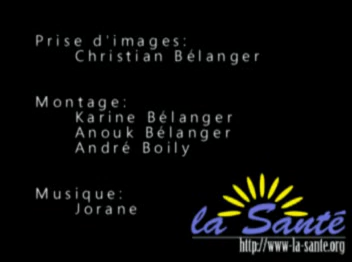 Prise d'images:
Christian Bélanger
Montage:
Karine Bélanger
Anouk Bélanger
André Boily
Musique:
Jorane
la Santé
http://www-la-sante.org